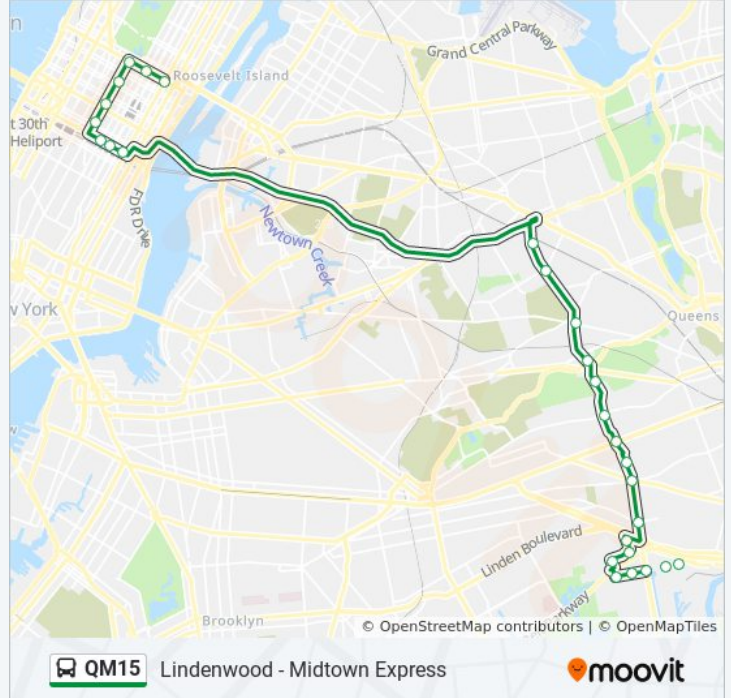 n
Grand Central Parkway
Roosevelt Island
t 30th
Heliport
FDR Drive
Newtown Creek
w York
Queens
Linden Boulevard
Brooklyn
© OpenStreetMap contributors | © OpenMapTiles
QM15 Lindenwood - Midtown Express
moovit